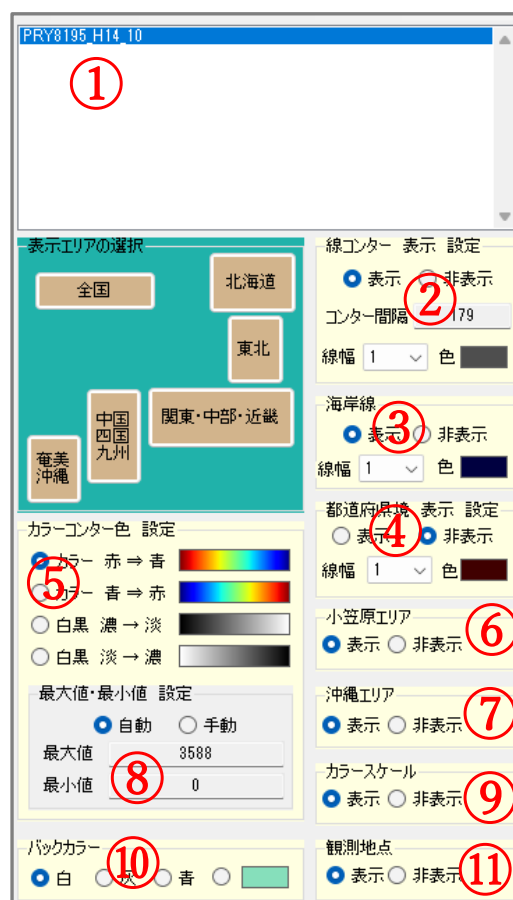 PRY8195_H14_10
①
表示エリアの選択
全国
北海道
東北
関東・中部・近畿
中国
四国
九州
奄美
沖縄
線コンター 表示 設定
表示 非表示
②
コンター間隔 179
線幅 1 色
海岸線
③
表示 非表示
線幅 1 色
都道府県境 表示 設定
④
表示 非表示
線幅 1 色
カラーコンター色 設定
カラー 赤 ⇒ 青
⑤
カラー 青 ⇒ 赤
白黒 濃 → 淡
白黒 淡 → 濃
小笠原エリア
⑥
表示 非表示
最大値・最小値 設定
自動 手動
最大値 3588
⑧
最小値 0
沖縄エリア
⑦
表示 非表示
カラースケール
⑨
表示 非表示
バックカラー
⑩
白 灰 青
観測地点
表示 非表示
⑪